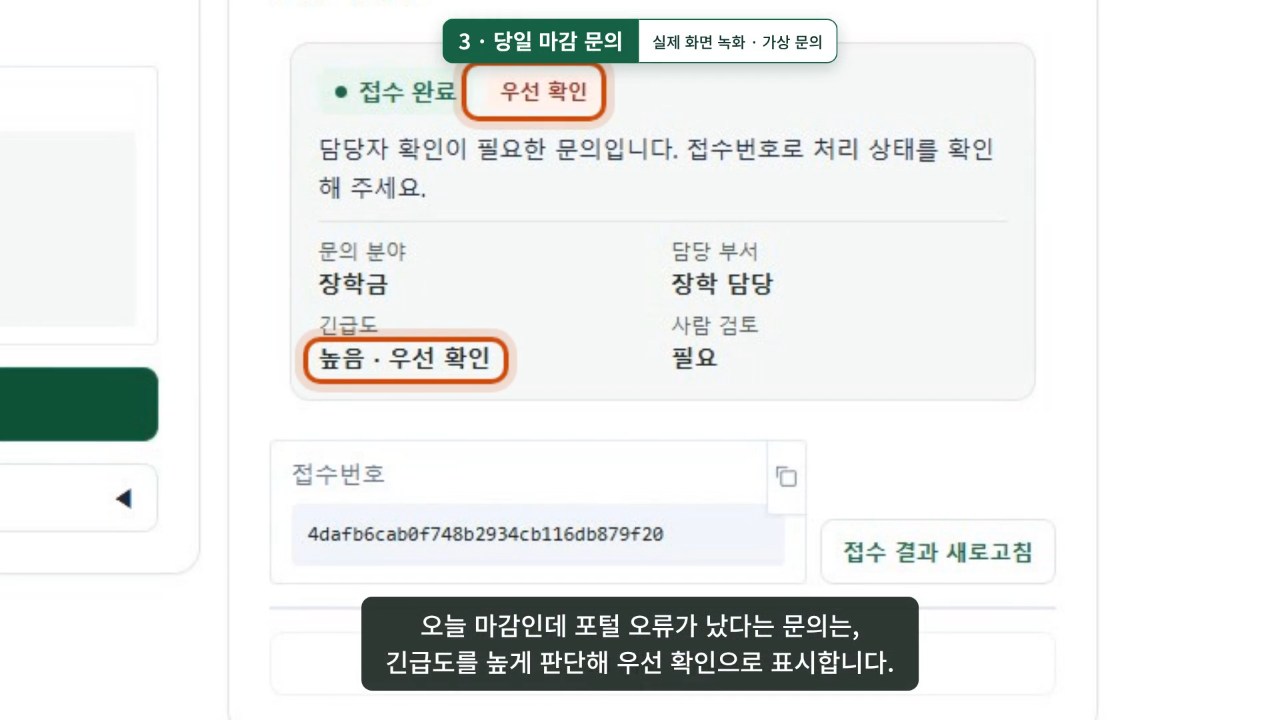 3 · 당일 마감 문의 실제 화면 녹화 · 가상 문의
접수 완료 우선 확인
담당자 확인이 필요한 문의입니다. 접수번호로 처리 상태를 확인
해 주세요.
문의 분야 담당 부서
장학금 장학 담당
긴급도 사람 검토
높음 · 우선 확인 필요
접수번호
4dafb6cab0f748b2934cb116db879f20
접수 결과 새로고침
오늘 마감인데 포털 오류가 났다는 문의는,
긴급도를 높게 판단해 우선 확인으로 표시합니다.